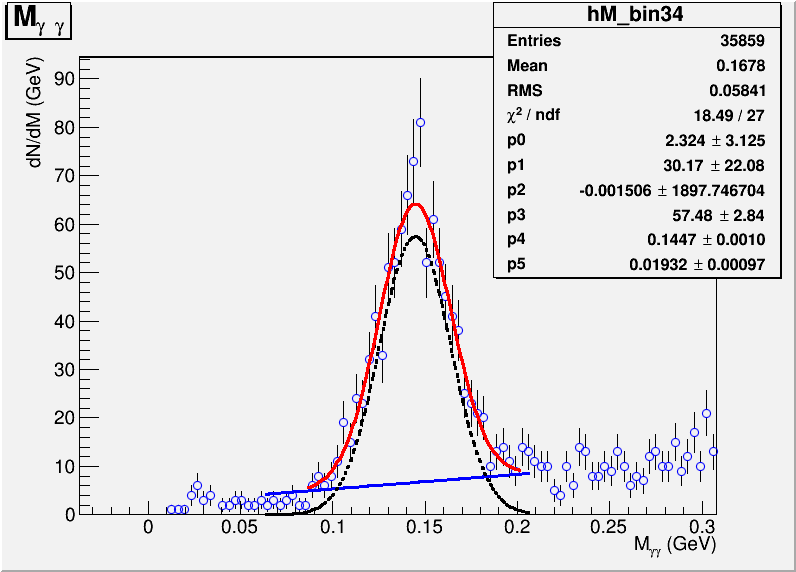 Mγ γ
hM_bin34
Entries 35859
Mean 0.1678
RMS 0.05841
χ² / ndf 18.49 / 27
p0 2.324 ± 3.125
p1 30.17 ± 22.08
p2 -0.001506 ± 1897.746704
p3 57.48 ± 2.84
p4 0.1447 ± 0.0010
p5 0.01932 ± 0.00097
dN/dM (GeV)
90
80
70
60
50
40
30
20
10
0
0 0.05 0.1 0.15 0.2 0.25 0.3
Mγγ (GeV)